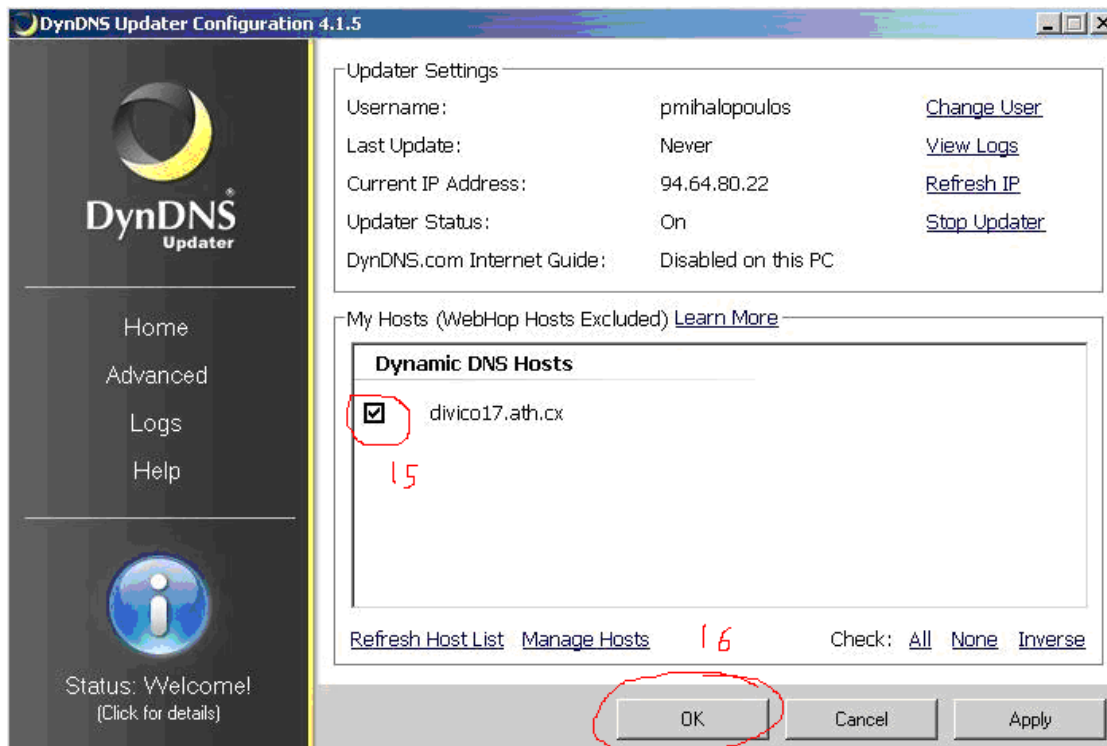 DynDNS Updater Configuration 4.1.5
DynDNS®
Updater
Home
Advanced
Logs
Help
Status: Welcome!
(Click for details)
Updater Settings
Username: pmihalopoulos Change User
Last Update: Never View Logs
Current IP Address: 94.64.80.22 Refresh IP
Updater Status: On Stop Updater
DynDNS.com Internet Guide: Disabled on this PC
My Hosts (WebHop Hosts Excluded) Learn More
Dynamic DNS Hosts
divico17.ath.cx
15
Refresh Host List Manage Hosts 16 Check: All None Inverse
OK Cancel Apply